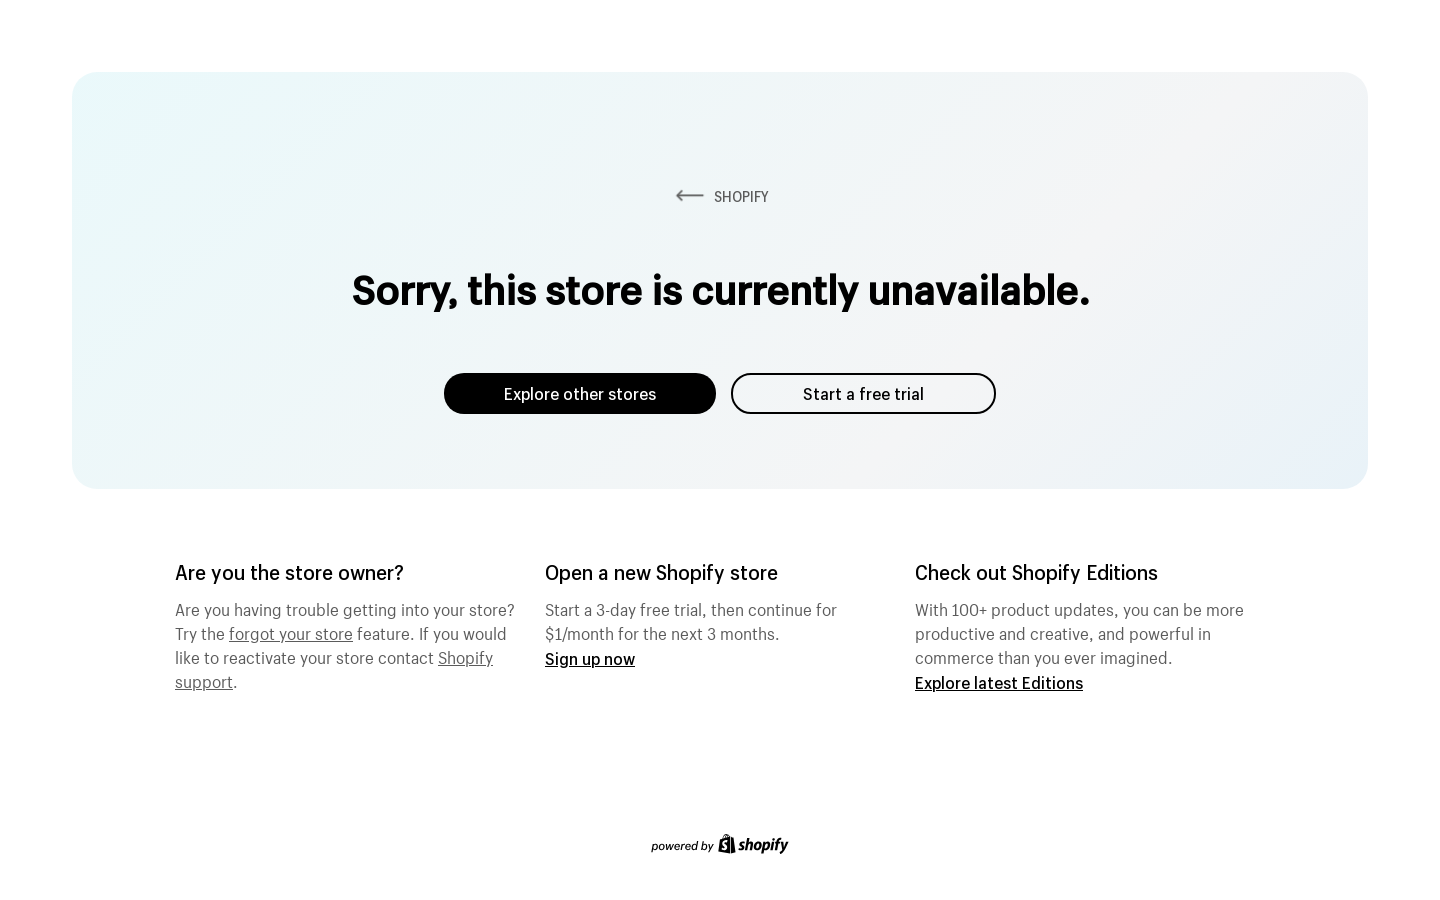 SHOPIFY
Sorry, this store is currently unavailable.
Explore other stores
Start a free trial
Are you the store owner?
Are you having trouble getting into your store?
Try the forgot your store feature. If you would
like to reactivate your store contact Shopify
support.
Open a new Shopify store
Start a 3-day free trial, then continue for
$1/month for the next 3 months.
Sign up now
Check out Shopify Editions
With 100+ product updates, you can be more
productive and creative, and powerful in
commerce than you ever imagined.
Explore latest Editions
powered by shopify